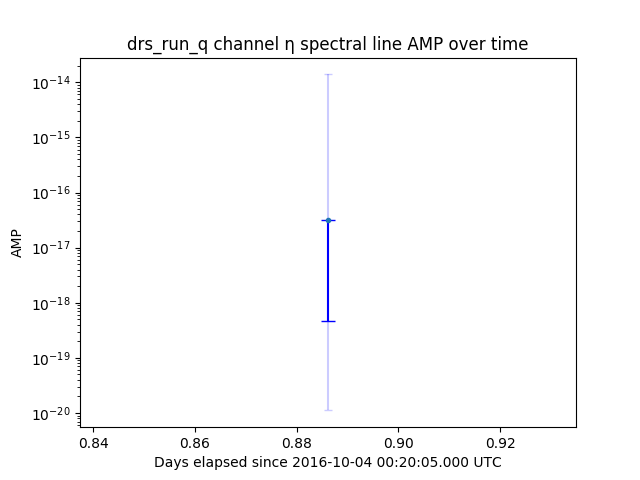 drs_run_q channel η spectral line AMP over time
AMP
10⁻¹⁴
10⁻¹⁵
10⁻¹⁶
10⁻¹⁷
10⁻¹⁸
10⁻¹⁹
10⁻²⁰
0.84 0.86 0.88 0.90 0.92
Days elapsed since 2016-10-04 00:20:05.000 UTC